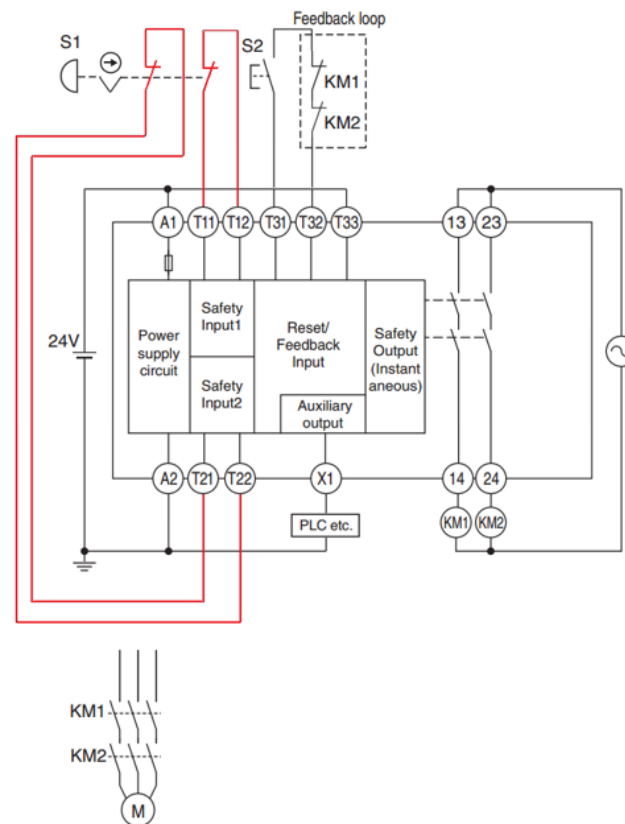 Feedback loop
S1
S2
KM1
KM2
A1
T11
T12
T31
T32
T33
13
23
24V
Power
supply
circuit
Safety
Input1
Safety
Input2
Reset/
Feedback
Input
Auxiliary
output
Safety
Output
(Instant
aneous)
A2
T21
T22
X1
14
24
PLC etc.
KM1
KM2
KM1
KM2
M